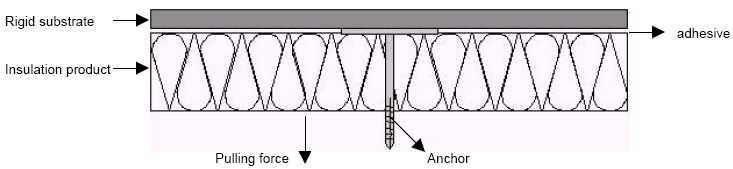 Rigid substrate
adhesive
Insulation product
Pulling force
Anchor